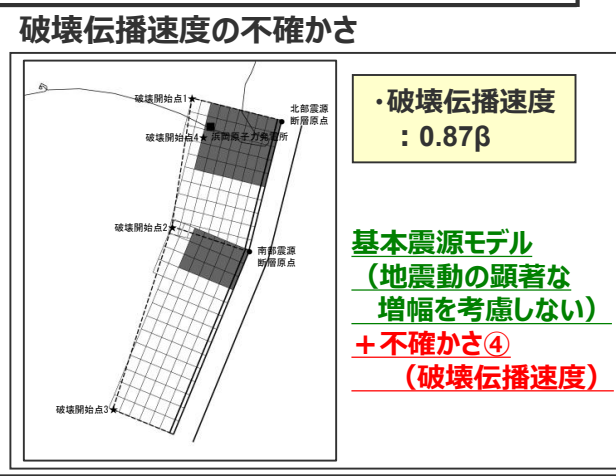 破壊伝播速度の不確かさ
破壊開始点1★
北部震源
断層原点
破壊開始点4★
浜岡原子力発電所
破壊開始点2★
南部震源
断層原点
破壊開始点3★
・破壊伝播速度
：0.87β
基本震源モデル
（地震動の顕著な
増幅を考慮しない）
＋不確かさ④
（破壊伝播速度）